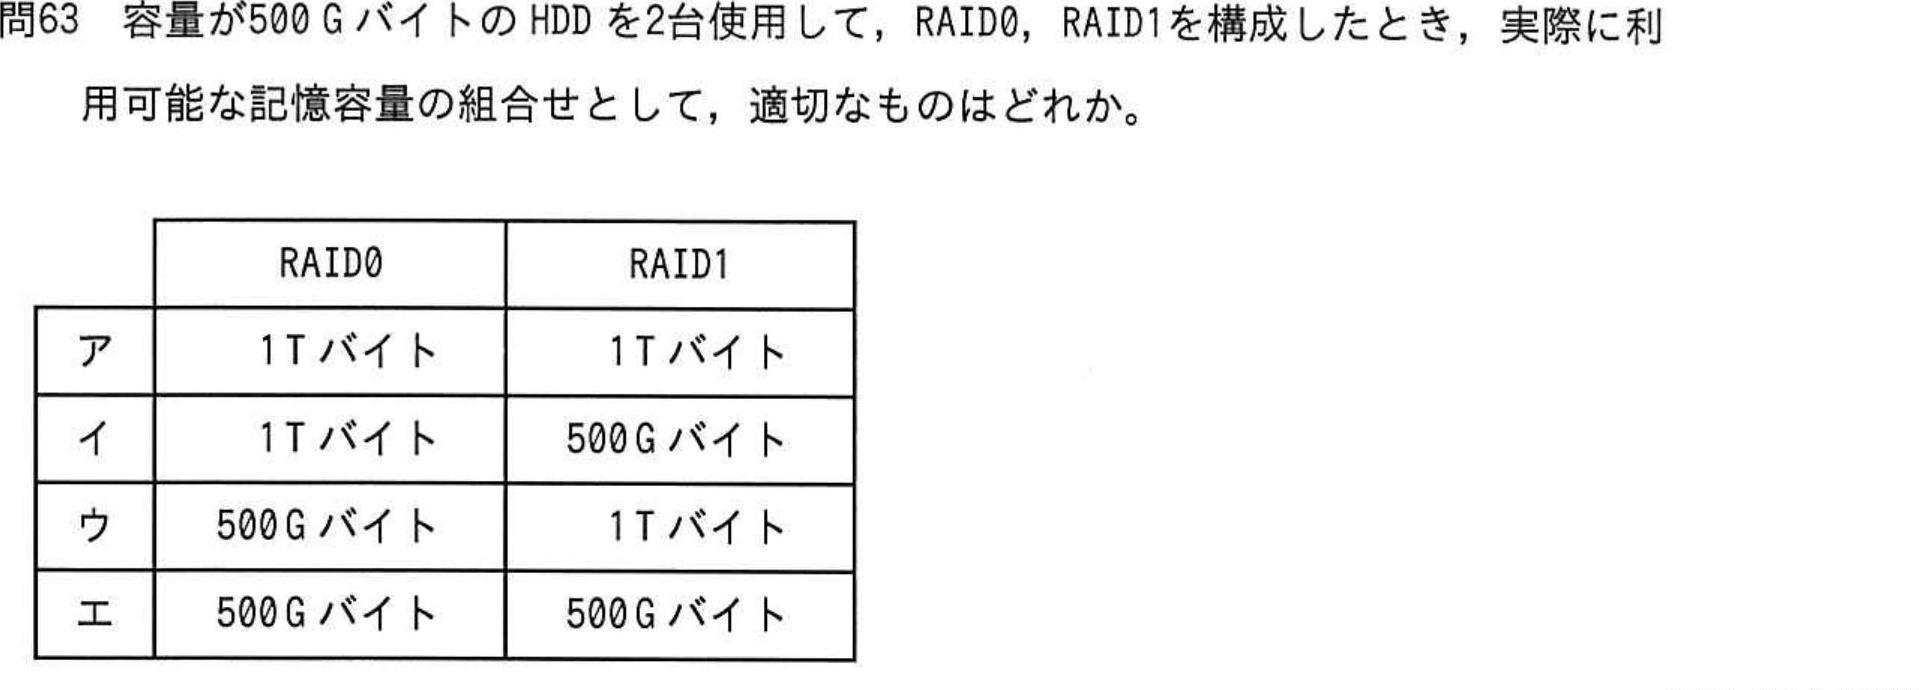 問63 容量が500 G バイトの HDD を2台使用して，RAID0，RAID1を構成したとき，実際に利
用可能な記憶容量の組合せとして，適切なものはどれか。
RAID0 RAID1
ア 1T バイト 1T バイト
イ 1T バイト 500G バイト
ウ 500G バイト 1T バイト
エ 500G バイト 500G バイト